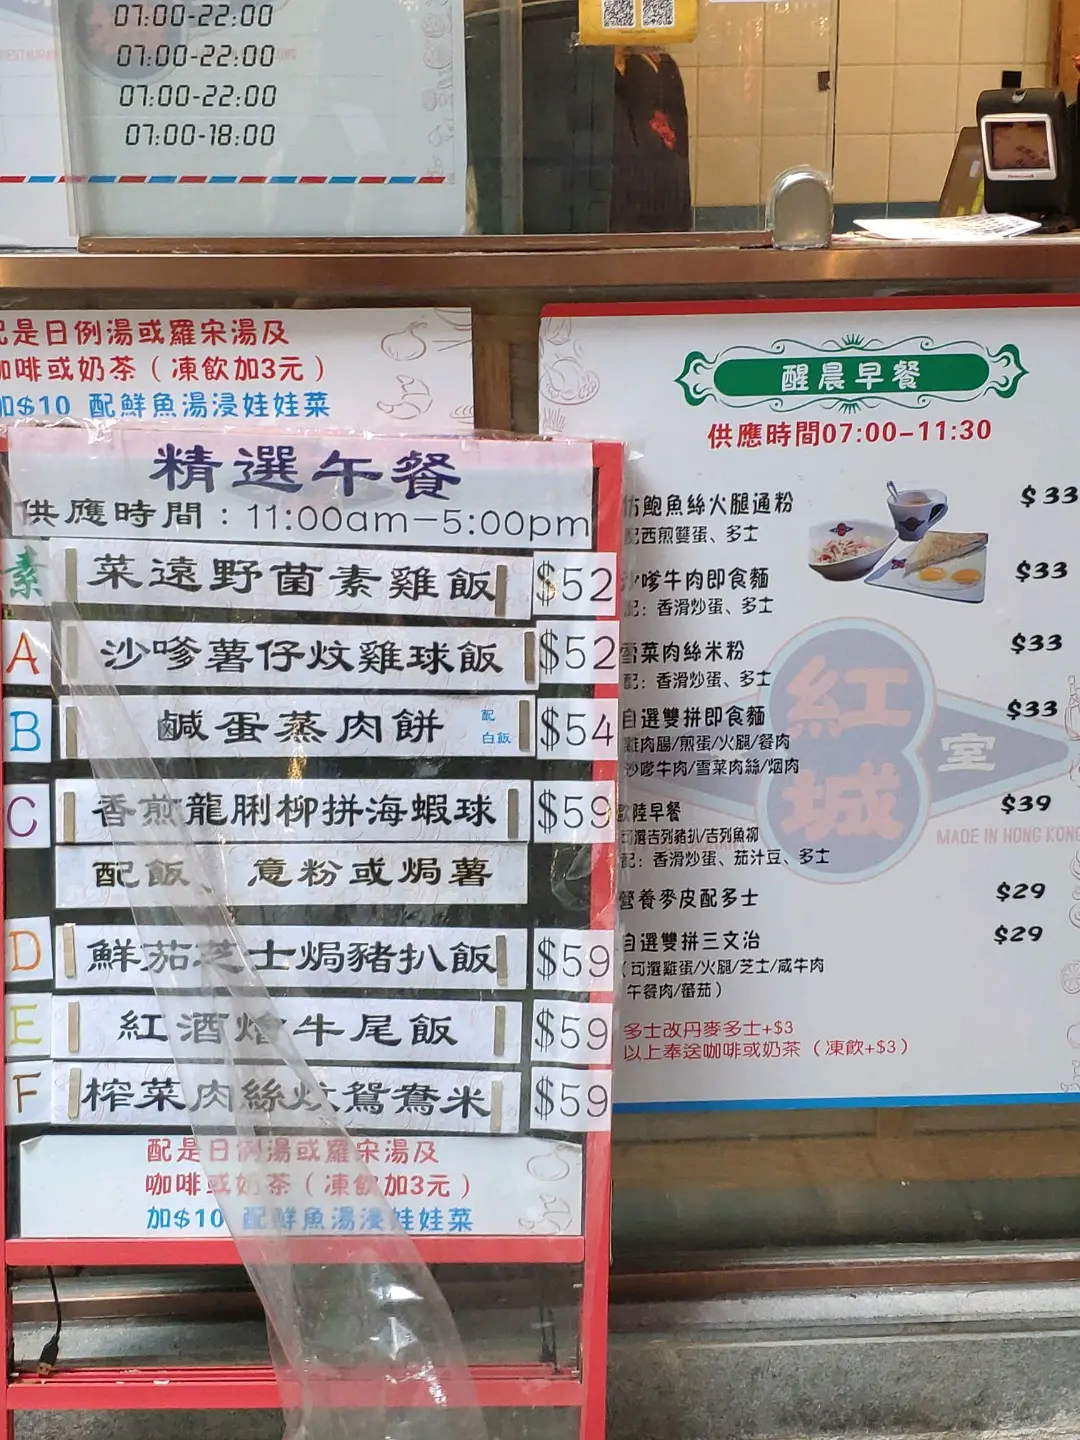 07:00-22:00
07:00-22:00
07:00-22:00
07:00-18:00
是日例湯或羅宋湯及
咖啡或奶茶（凍飲加3元）
加$10 配鮮魚湯浸娃娃菜
精選午餐
供應時間：11:00am-5:00pm
素 菜遠野菌素雞飯 $52
A 沙嗲薯仔炆雞球飯 $52
B 鹹蛋蒸肉餅 配白飯 $54
C 香煎龍脷柳拼海蝦球 $59
配飯、意粉或焗薯
D 鮮茄芝士焗豬扒飯 $59
E 紅酒燴牛尾飯 $59
F 榨菜肉絲炆鴛鴦米 $59
配是日例湯或羅宋湯及
咖啡或奶茶（凍飲加3元）
加$10 配鮮魚湯浸娃娃菜
醒晨早餐
供應時間07:00-11:30
鮑魚絲火腿通粉 $33
配西煎雙蛋、多士
沙嗲牛肉即食麵 $33
配：香滑炒蛋、多士
雪菜肉絲米粉 $33
配：香滑炒蛋、多士
自選雙拼即食麵 $33
雞肉腸/煎蛋/火腿/餐肉
沙嗲牛肉/雪菜肉絲/烟肉
歐陸早餐 $39
可選吉列豬扒/吉列魚柳
配：香滑炒蛋、茄汁豆、多士
營養麥皮配多士 $29
自選雙拼三文治 $29
（可選雞蛋/火腿/芝士/咸牛肉
午餐肉/蕃茄）
多士改丹麥多士+$3
以上奉送咖啡或奶茶（凍飲+$3）
紅城
室
MADE IN HONG KONG